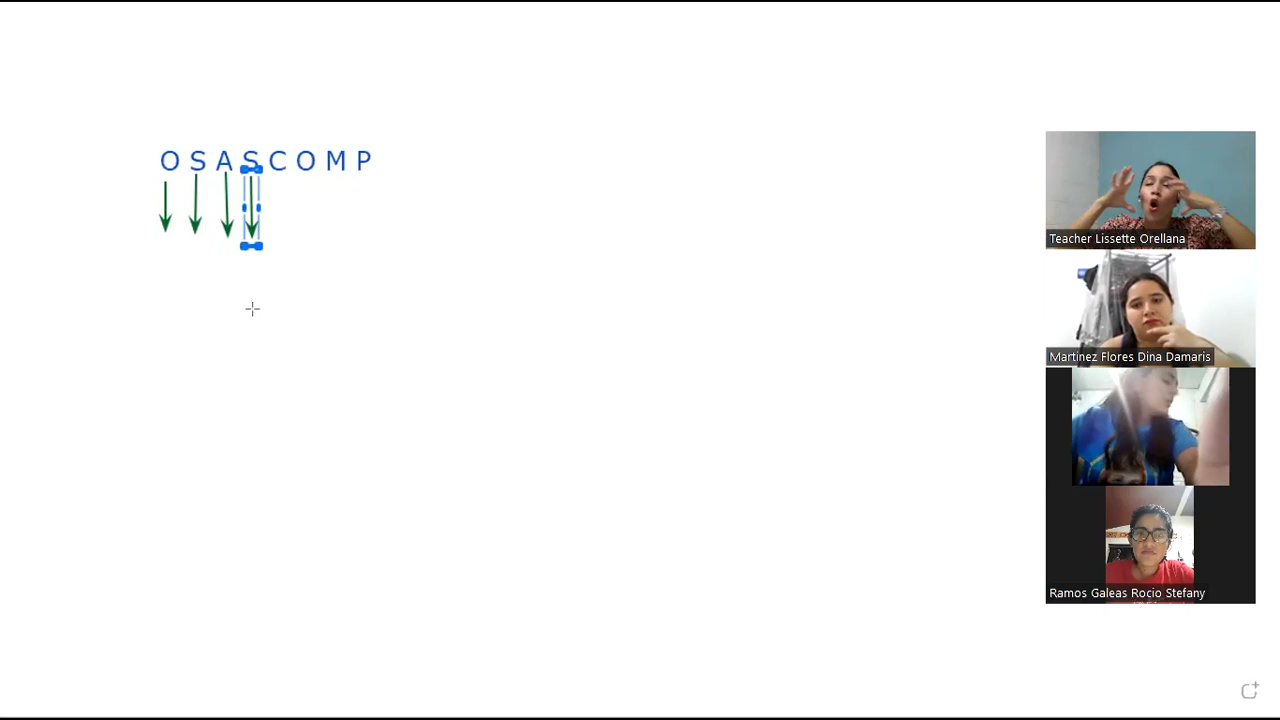 O S A S C O M P
Teacher Lissette Orellana
Martinez Flores Dina Damaris
Ramos Galeas Rocio Stefany